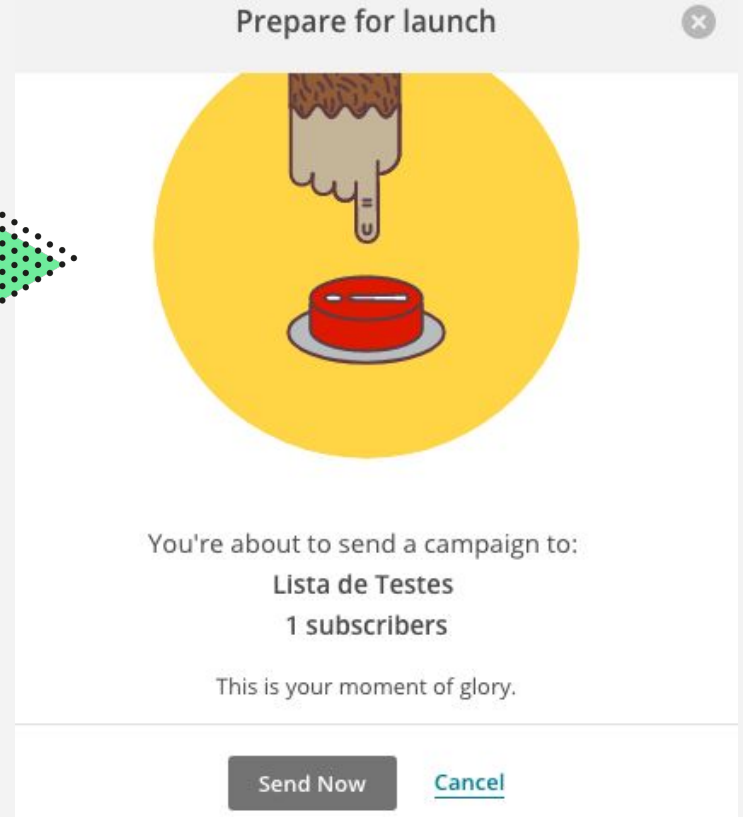 Prepare for launch
You're about to send a campaign to:
Lista de Testes
1 subscribers
This is your moment of glory.
Send Now
Cancel